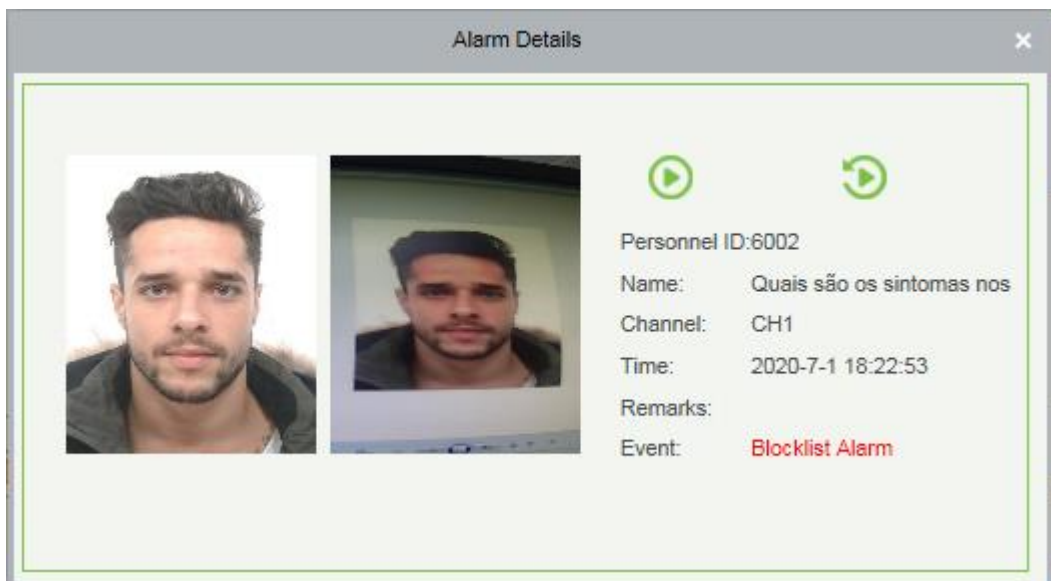 Alarm Details
Personnel ID:6002
Name: Quais são os sintomas nos
Channel: CH1
Time: 2020-7-1 18:22:53
Remarks:
Event: Blocklist Alarm